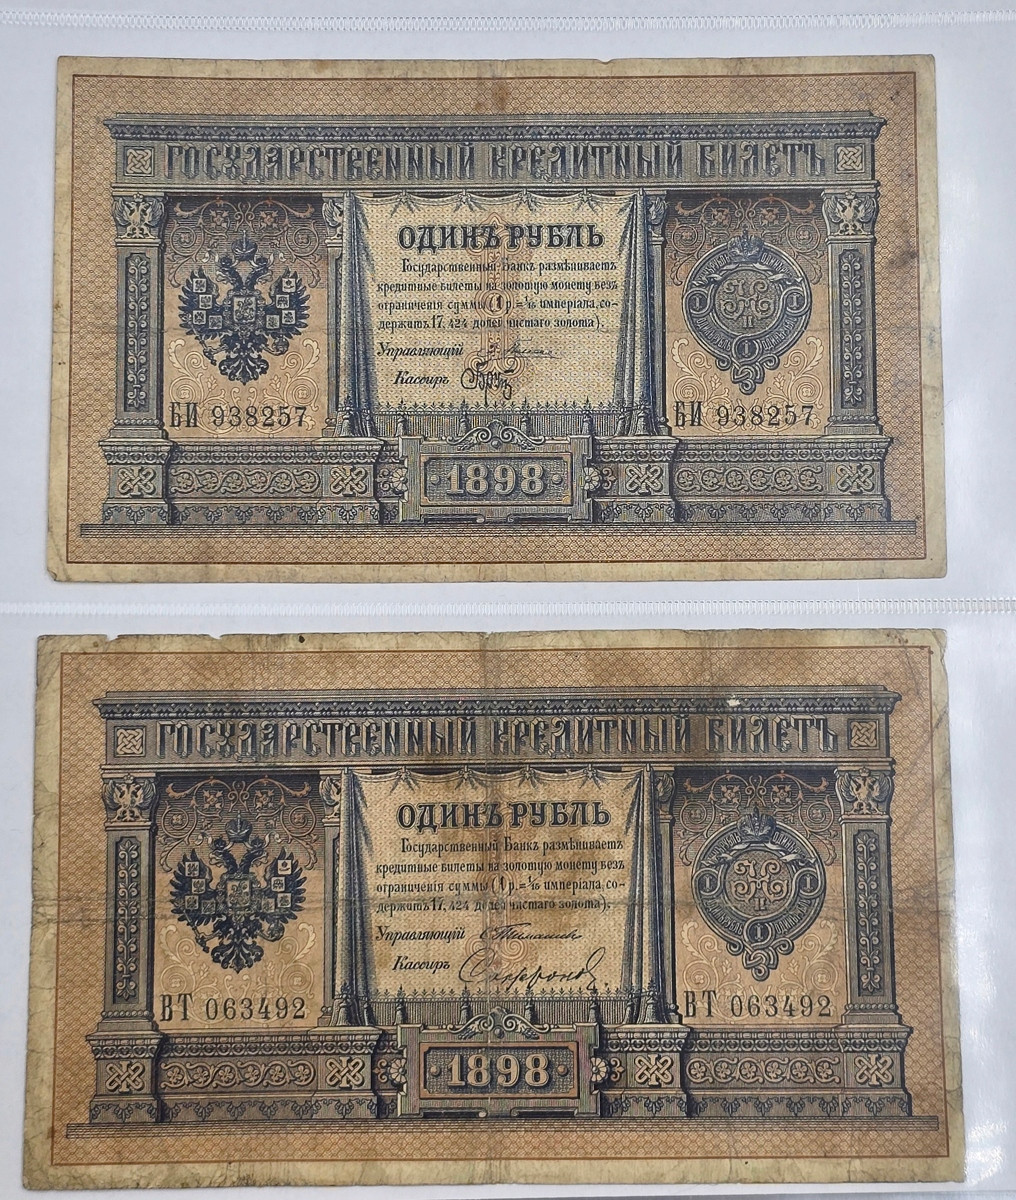 ГОСУДАРСТВЕННЫЙ КРЕДИТНЫЙ БИЛЕТЪ
ОДИНЪ РУБЛЬ
Государственный Банкъ размѣниваетъ
кредитные билеты на золотую монету безъ
ограниченія суммы (1 р. = 1/15 имперіала, со-
держитъ 17,424 долей чистаго золота).
Управляющій
Кассиръ
БИ 938257 БИ 938257
1898
ГОСУДАРСТВЕННЫЙ КРЕДИТНЫЙ БИЛЕТЪ
ОДИНЪ РУБЛЬ
Государственный Банкъ размѣниваетъ
кредитные билеты на золотую монету безъ
ограниченія суммы (1 р. = 1/15 имперіала, со-
держитъ 17,424 долей чистаго золота).
Управляющій С Тимашев
Кассиръ Софронов
ВТ 063492 ВТ 063492
1898